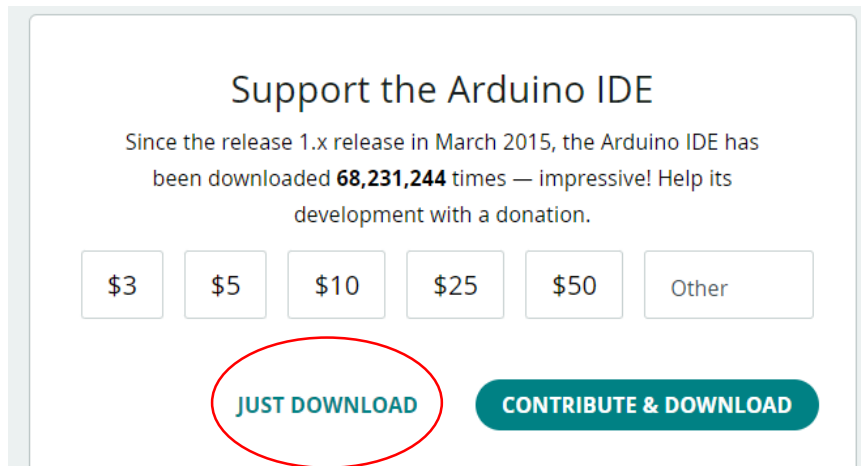 Support the Arduino IDE
Since the release 1.x release in March 2015, the Arduino IDE has
been downloaded 68,231,244 times — impressive! Help its
development with a donation.
$3 $5 $10 $25 $50 Other
JUST DOWNLOAD CONTRIBUTE & DOWNLOAD